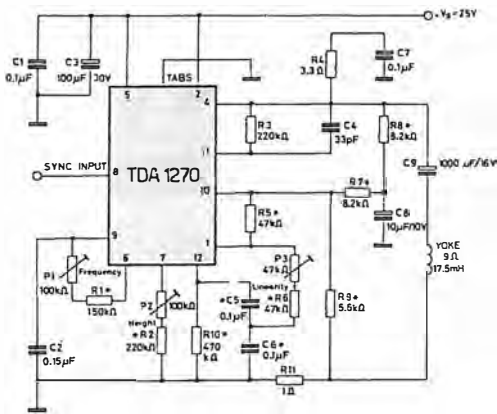 Vs=25V
C1
0,1µF
C3
100µF
30V
5
TABS
2
4
R4
3.3Ω
C7
0.1µF
R3
220kΩ
C4
33pF
R8*
8.2kΩ
C9
1000 µF/16V
11
SYNC INPUT
8
TDA 1270
10
R7*
8.2kΩ
C8
10µF/10V
R5*
47kΩ
YOKE
9Ω
17.5mH
9
6
7
12
1
P1
Frequency
100kΩ
R1*
150kΩ
P2
100kΩ
Height
*R2
220kΩ
R10*
470
kΩ
*C5
0.1µF
P3
47kΩ
Linearity
*R6
47kΩ
R9*
5.6kΩ
C2
0.15µF
C6*
0.1µF
R11
1Ω